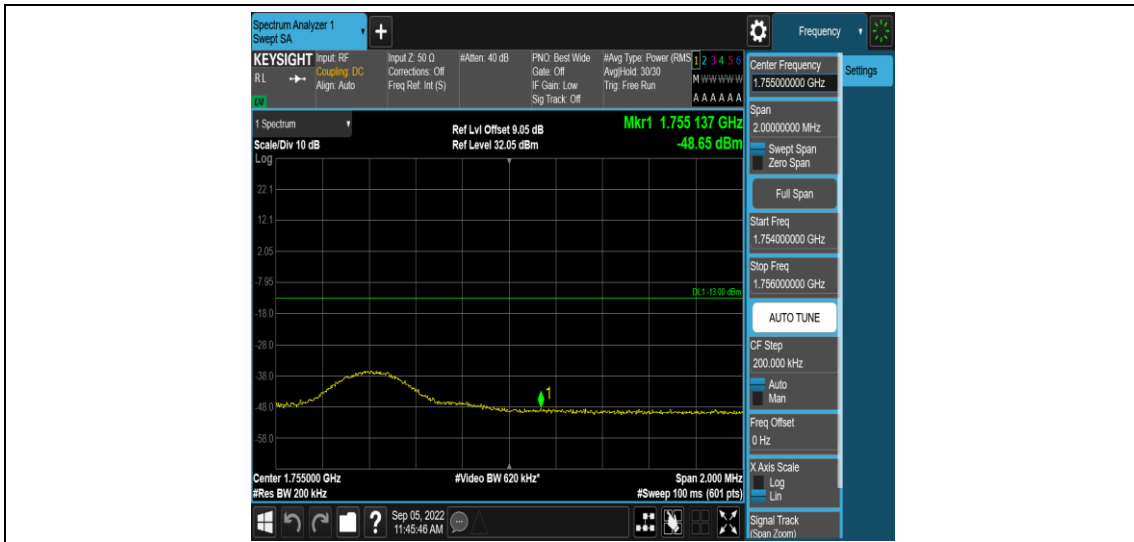 Spectrum Analyzer 1
Swept SA
+
Frequency
KEYSIGHT
RL
LXI
Input: RF
Coupling: DC
Align: Auto
Input Z: 50 Ω
Corrections: Off
Freq Ref: Int (S)
#Atten: 40 dB
PNO: Best Wide
Gate: Off
IF Gain: Low
Sig Track: Off
#Avg Type: Power (RMS
Avg|Hold: 30/30
Trig: Free Run
1 2 3 4 5 6
M W W W W W
A A A A A A
1 Spectrum
Scale/Div 10 dB
Log
Ref Lvl Offset 9.05 dB
Ref Level 32.05 dBm
Mkr1 1.755 137 GHz
-48.65 dBm
22.1
12.1
2.05
-7.95
DL1 -13.00 dBm
-18.0
-28.0
-38.0
1
-48.0
-58.0
Center 1.755000 GHz
#Res BW 200 kHz
#Video BW 620 kHz*
Span 2.000 MHz
#Sweep 100 ms (601 pts)
Center Frequency
1.755000000 GHz
Settings
Span
2.00000000 MHz
Swept Span
Zero Span
Full Span
Start Freq
1.754000000 GHz
Stop Freq
1.756000000 GHz
AUTO TUNE
CF Step
200.000 kHz
Auto
Man
Freq Offset
0 Hz
X Axis Scale
Log
Lin
Signal Track
(Span Zoom)
?
Sep 05, 2022
11:45:46 AM